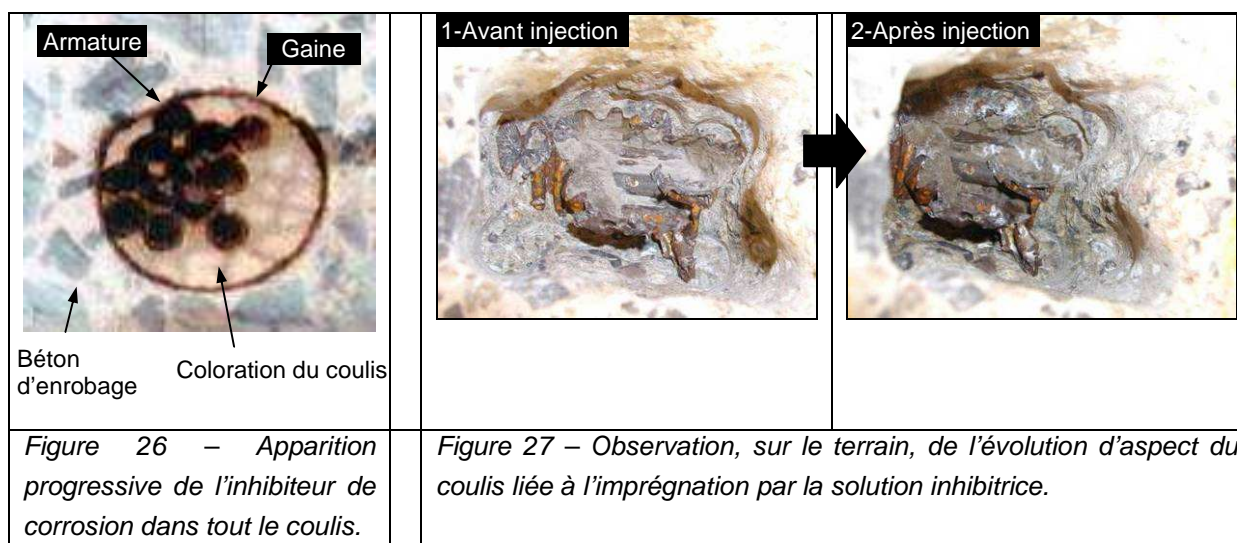 Armature
Gaine
Béton
d'enrobage
Coloration du coulis
1-Avant injection
2-Après injection
Figure 26 – Apparition
progressive de l'inhibiteur de
corrosion dans tout le coulis.
Figure 27 – Observation, sur le terrain, de l'évolution d'aspect du
coulis liée à l'imprégnation par la solution inhibitrice.